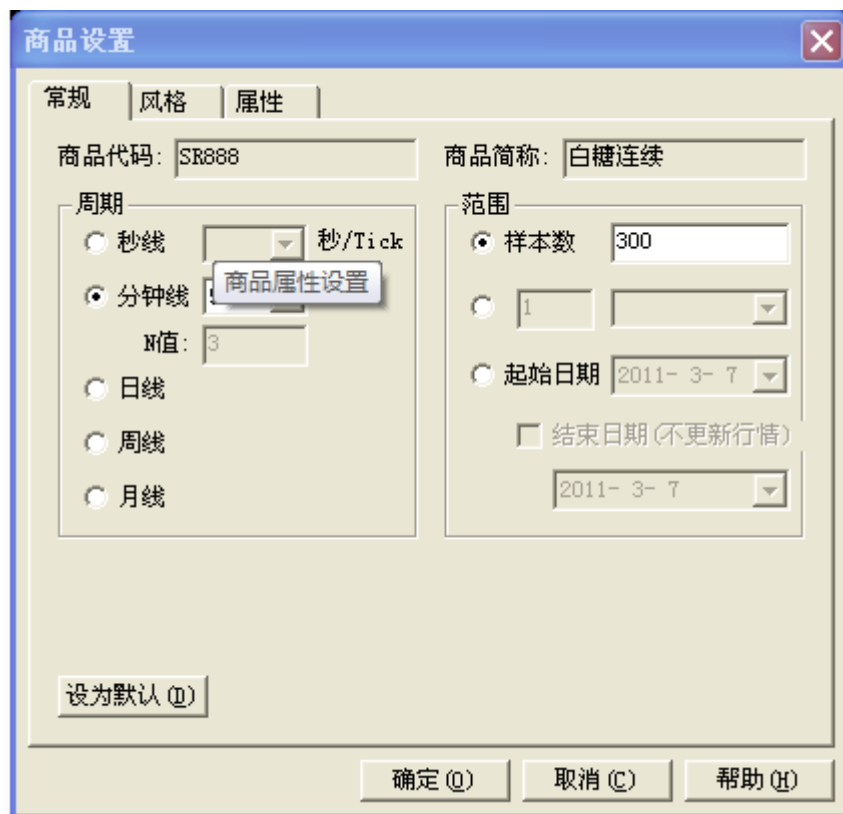 商品设置
常规 风格 属性
商品代码: SR888 商品简称: 白糖连续
周期 范围
秒线 秒/Tick 样本数 300
商品属性设置
分钟线 1
N值: 3
日线 起始日期 2011- 3- 7
周线 结束日期(不更新行情)
月线 2011- 3- 7
设为默认(D)
确定(O) 取消(C) 帮助(H)